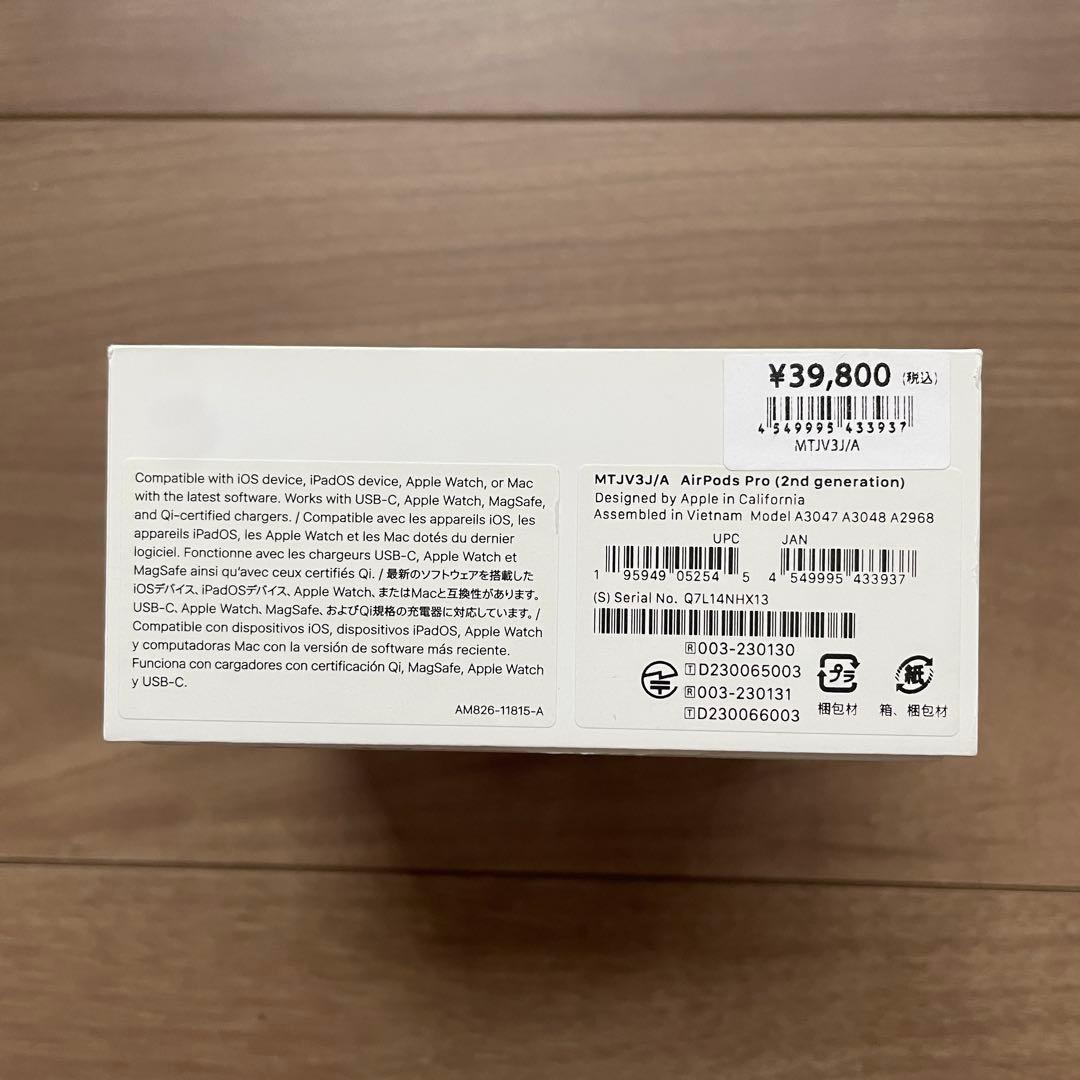 ¥39,800 (税込)
4 549995 433937
MTJV3J/A
Compatible with iOS device, iPadOS device, Apple Watch, or Mac
with the latest software. Works with USB-C, Apple Watch, MagSafe,
and Qi-certified chargers. / Compatible avec les appareils iOS, les
appareils iPadOS, les Apple Watch et les Mac dotés du dernier
logiciel. Fonctionne avec les chargeurs USB-C, Apple Watch et
MagSafe ainsi qu'avec ceux certifiés Qi. / 最新のソフトウェアを搭載した
iOSデバイス、iPadOSデバイス、Apple Watch、またはMacと互換性があります。
USB-C、Apple Watch、MagSafe、およびQi規格の充電器に対応しています。/
Compatible con dispositivos iOS, dispositivos iPadOS, Apple Watch
y computadoras Mac con la versión de software más reciente.
Funciona con cargadores con certificación Qi, MagSafe, Apple Watch
y USB-C.
AM826-11815-A
MTJV3J/A AirPods Pro (2nd generation)
Designed by Apple in California
Assembled in Vietnam Model A3047 A3048 A2968
UPC JAN
1 95949 05254 5 4 549995 433937
(S) Serial No. Q7L14NHX13
R 003-230130
T D230065003
R 003-230131
T D230066003
プラ
梱包材
紙
箱、梱包材